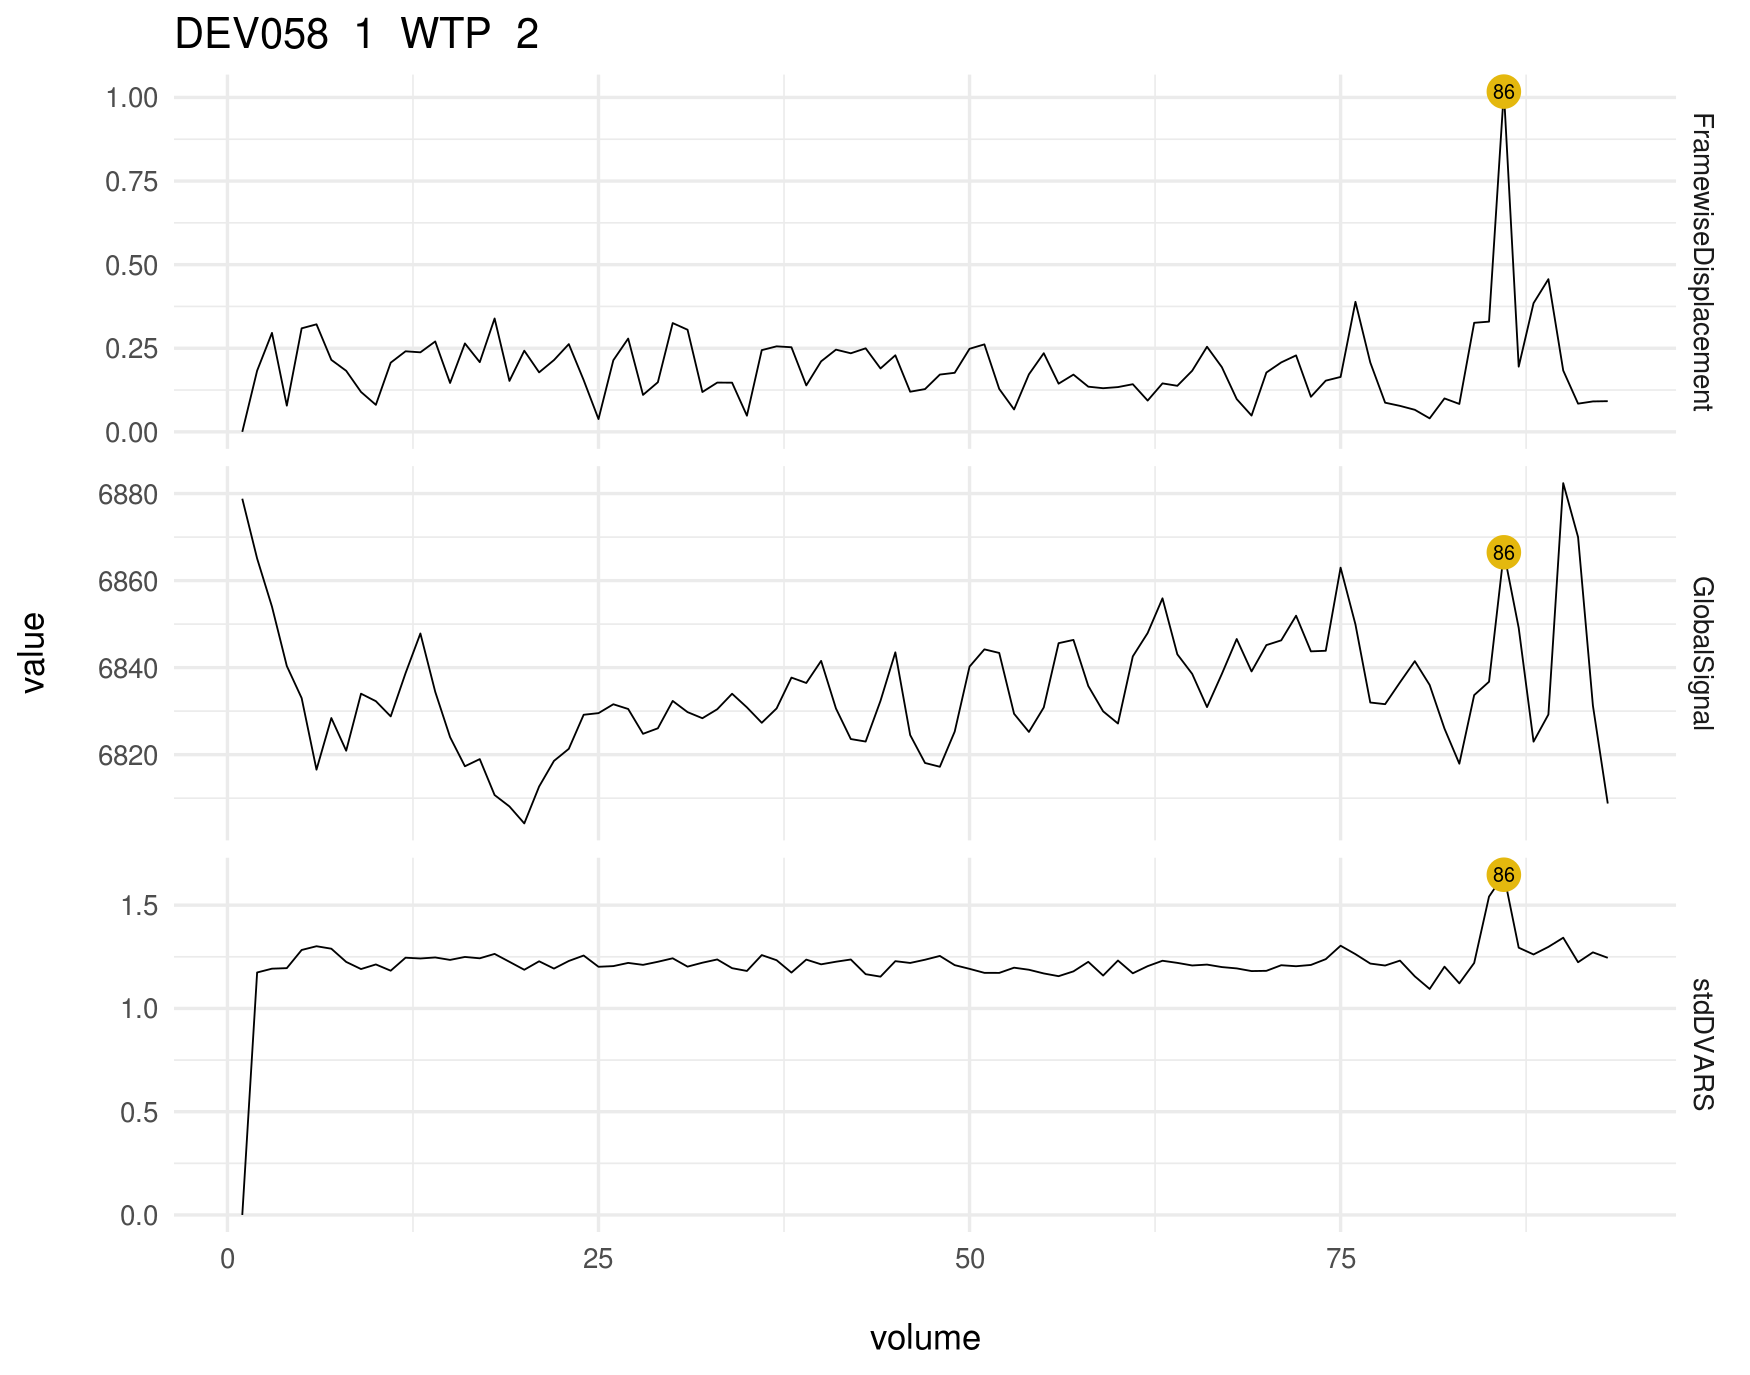 DEV058  1  WTP  2
1.00
0.75
0.50
0.25
0.00
86
FramewiseDisplacement
6880
6860
6840
6820
86
GlobalSignal
1.5
1.0
0.5
0.0
86
stdDVARS
value
0 25 50 75
volume